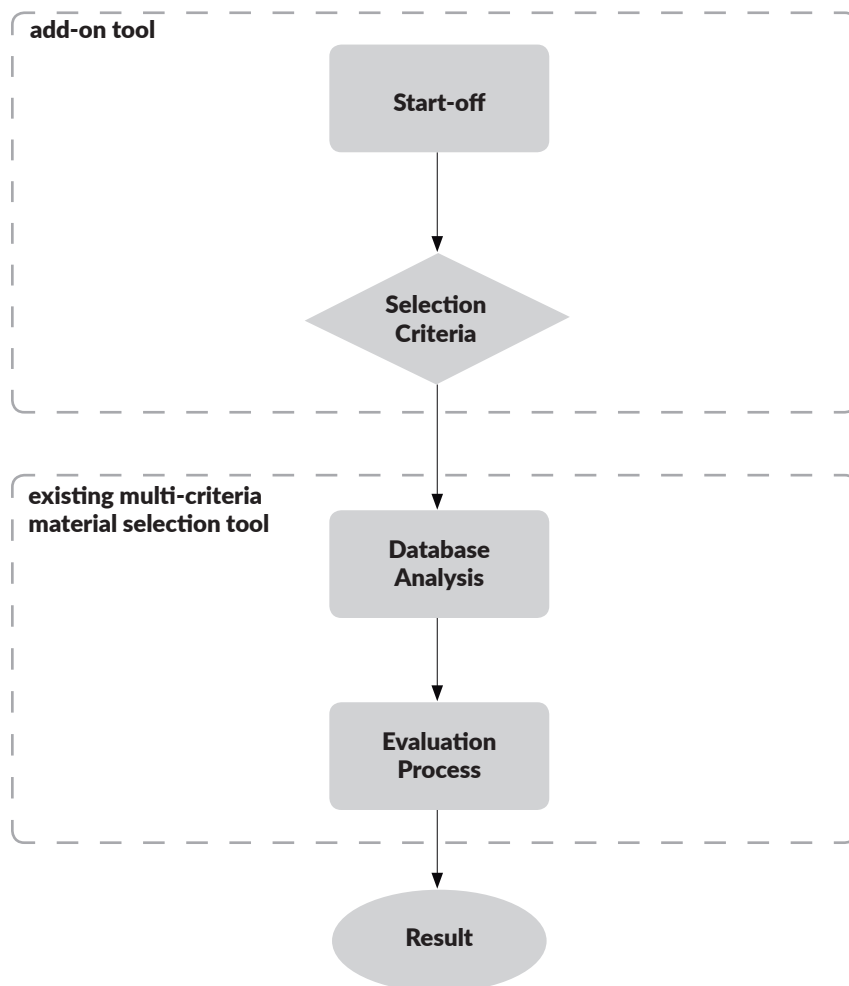 add-on tool
Start-off
Selection
Criteria
existing multi-criteria
material selection tool
Database
Analysis
Evaluation
Process
Result